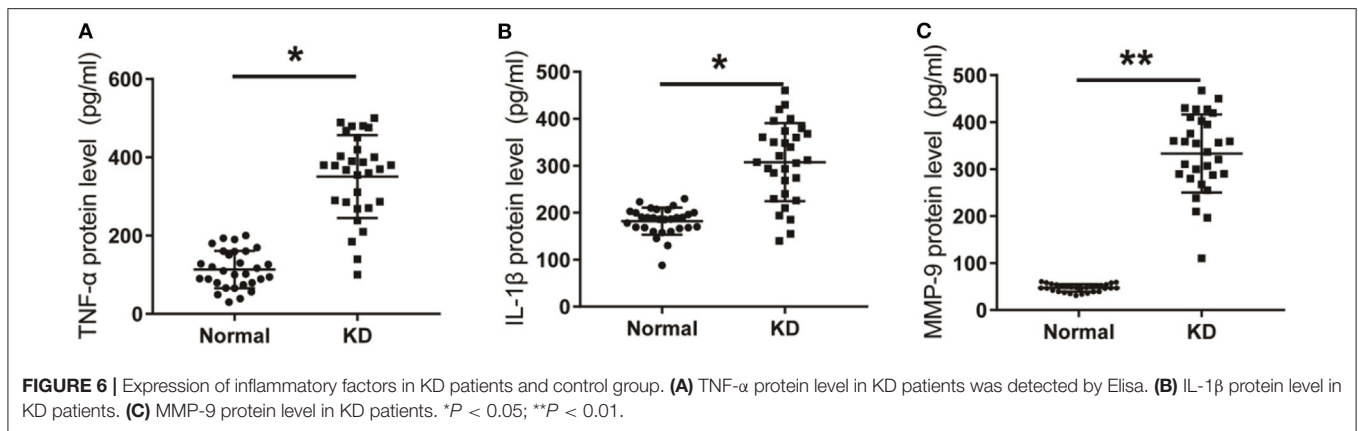 A
TNF-α protein level (pg/ml)
600
400
200
0
*
Normal
KD
B
IL-1β protein level (pg/ml)
500
400
300
200
100
0
*
Normal
KD
C
MMP-9 protein level (pg/ml)
500
400
300
200
100
0
**
Normal
KD
FIGURE 6 | Expression of inflammatory factors in KD patients and control group. (A) TNF-α protein level in KD patients was detected by Elisa. (B) IL-1β protein level in
KD patients. (C) MMP-9 protein level in KD patients. *P < 0.05; **P < 0.01.